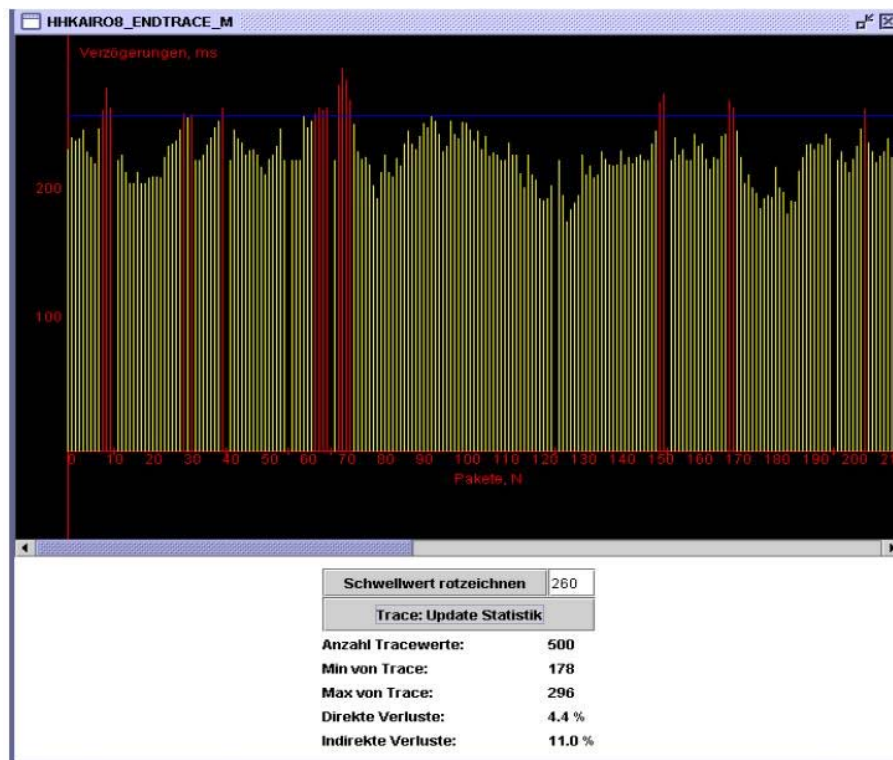 HHKAIRO8_ENDTRACE_M
Verzögerungen, ms
200
100
0 10 20 30 40 50 60 70 80 90 100 110 120 130 140 150 160 170 180 190 200
Pakete, N
Schwellwert rotzeichnen 260
Trace: Update Statistik
Anzahl Tracewerte: 500
Min von Trace: 178
Max von Trace: 296
Direkte Verluste: 4.4 %
Indirekte Verluste: 11.0 %